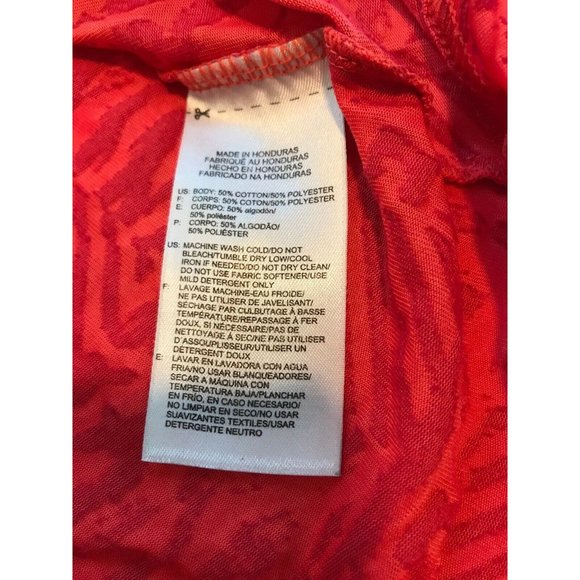 MADE IN HONDURAS
FABRIQUÉ AU HONDURAS
HECHO EN HONDURAS
FABRICADO NA HONDURAS
US: BODY: 50% COTTON/50% POLYESTER
F: CORPS: 50% COTON/50% POLYESTER
E: CUERPO: 50% algodón/
50% poliéster
P: CORPO: 50% ALGODÃO/
50% POLIÉSTER
US: MACHINE WASH COLD/DO NOT
BLEACH/TUMBLE DRY LOW/COOL
IRON IF NEEDED/DO NOT DRY CLEAN/
DO NOT USE FABRIC SOFTENER/USE
MILD DETERGENT ONLY
F: LAVAGE MACHINE-EAU FROIDE/
NE PAS UTILISER DE JAVELISANT/
SÉCHAGE PAR CULBUTAGE À BASSE
TEMPÉRATURE/REPASSAGE À FER
DOUX, SI NÉCESSAIRE/PAS DE
NETTOYAGE À SEC/NE PAS UTILISER
D'ASSOUPLISSEUR/UTILISER UN
DETERGENT DOUX
E: LAVAR EN LAVADORA CON AGUA
FRIA/NO USAR BLANQUEADORES/
SECAR A MÁQUINA CON
TEMPERATURA BAJA/PLANCHAR
EN FRÍO, EN CASO NECESARIO/
NO LIMPIAR EN SECO/NO USAR
SUAVIZANTES TEXTILES/USAR
DETERGENTE NEUTRO